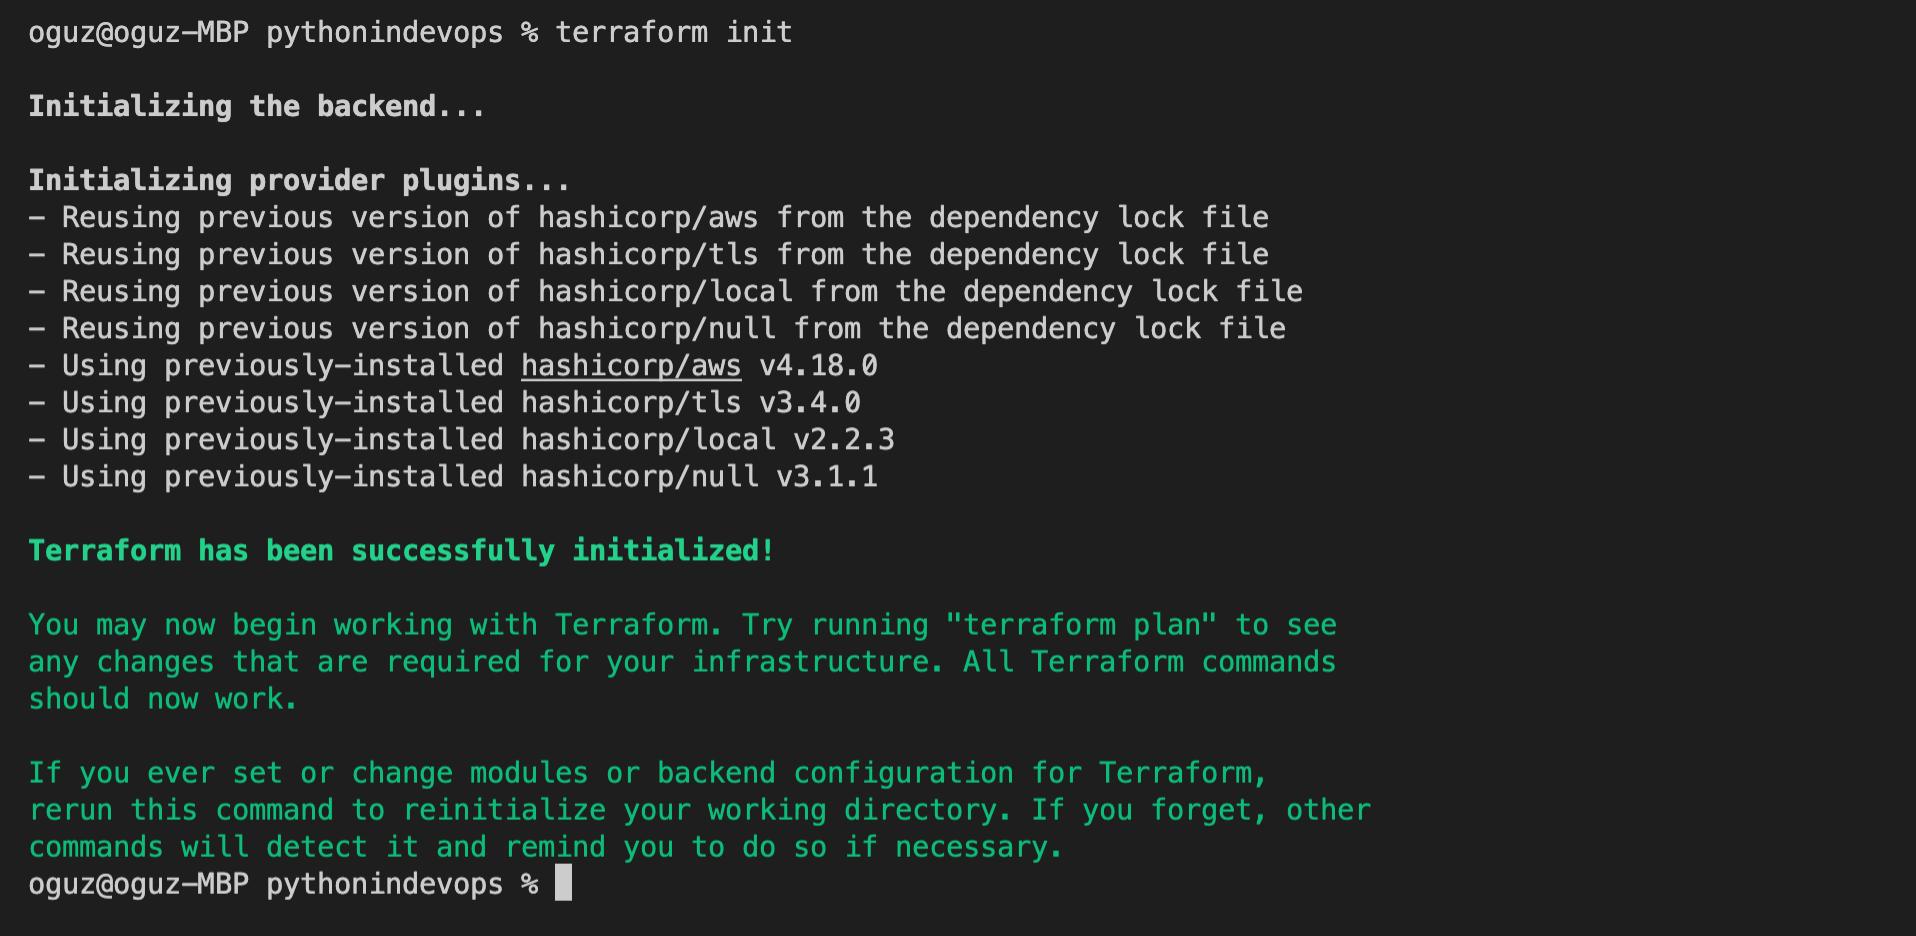 oguz@oguz-MBP pythonindevops % terraform init
Initializing the backend...
Initializing provider plugins...
- Reusing previous version of hashicorp/aws from the dependency lock file
- Reusing previous version of hashicorp/tls from the dependency lock file
- Reusing previous version of hashicorp/local from the dependency lock file
- Reusing previous version of hashicorp/null from the dependency lock file
- Using previously-installed hashicorp/aws v4.18.0
- Using previously-installed hashicorp/tls v3.4.0
- Using previously-installed hashicorp/local v2.2.3
- Using previously-installed hashicorp/null v3.1.1
Terraform has been successfully initialized!
You may now begin working with Terraform. Try running "terraform plan" to see
any changes that are required for your infrastructure. All Terraform commands
should now work.
If you ever set or change modules or backend configuration for Terraform,
rerun this command to reinitialize your working directory. If you forget, other
commands will detect it and remind you to do so if necessary.
oguz@oguz-MBP pythonindevops %